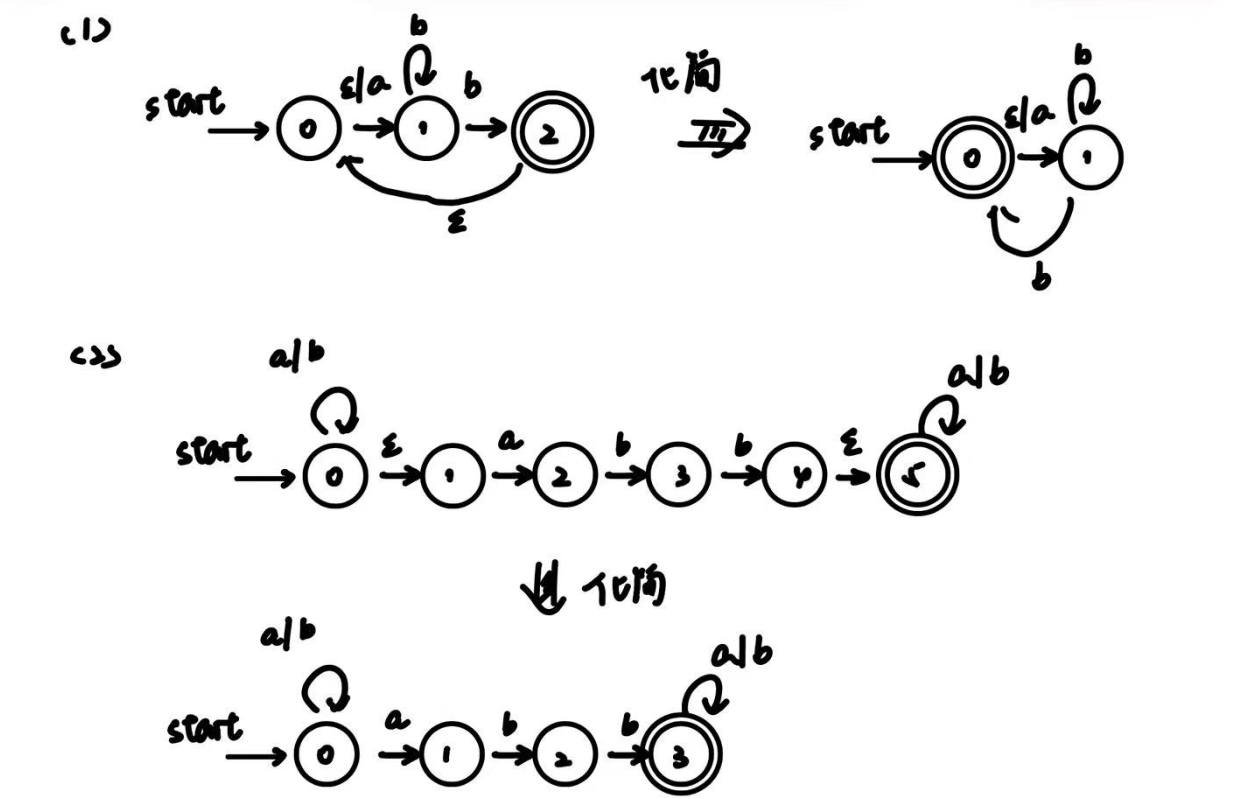 (1)
b
ε/a b
start 0 1 2
ε
化简
b
ε/a
start 0 1
b
(2)
a/b
a/b
start ε a b b ε
0 1 2 3 4 5
化简
a/b
a/b
start a b b
0 1 2 3